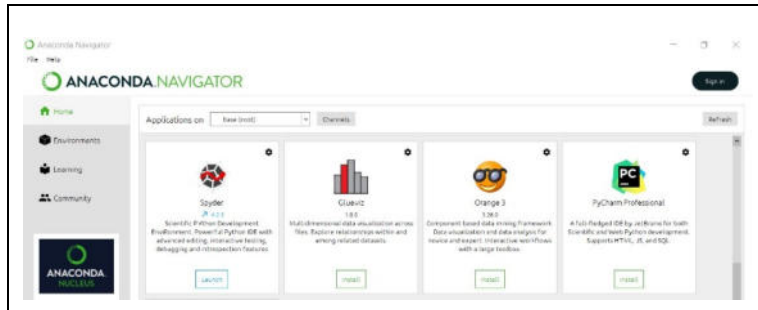 Anaconda Navigator
File Help
ANACONDA.NAVIGATOR
Sign in
Home
Environments
Learning
Community
ANACONDA.
NUCLEUS
Applications on
Base (root)
Channels
Refresh
Spyder
Scientific Python Development
Environment. Powerful Python IDE with
advanced editing, interactive testing,
debugging and introspection features
Launch
Glueviz
Multidimensional data visualization across
files. Explore relationships within and
among related datasets.
Install
Orange 3
Component based data mining framework.
Data visualization and data analysis for
novice and expert. Interactive workflows
with a large toolbox.
Install
PC
PyCharm Professional
A full-fledged IDE by JetBrains for both
Scientific and Web Python development.
Supports HTML, JS, and SQL.
Install